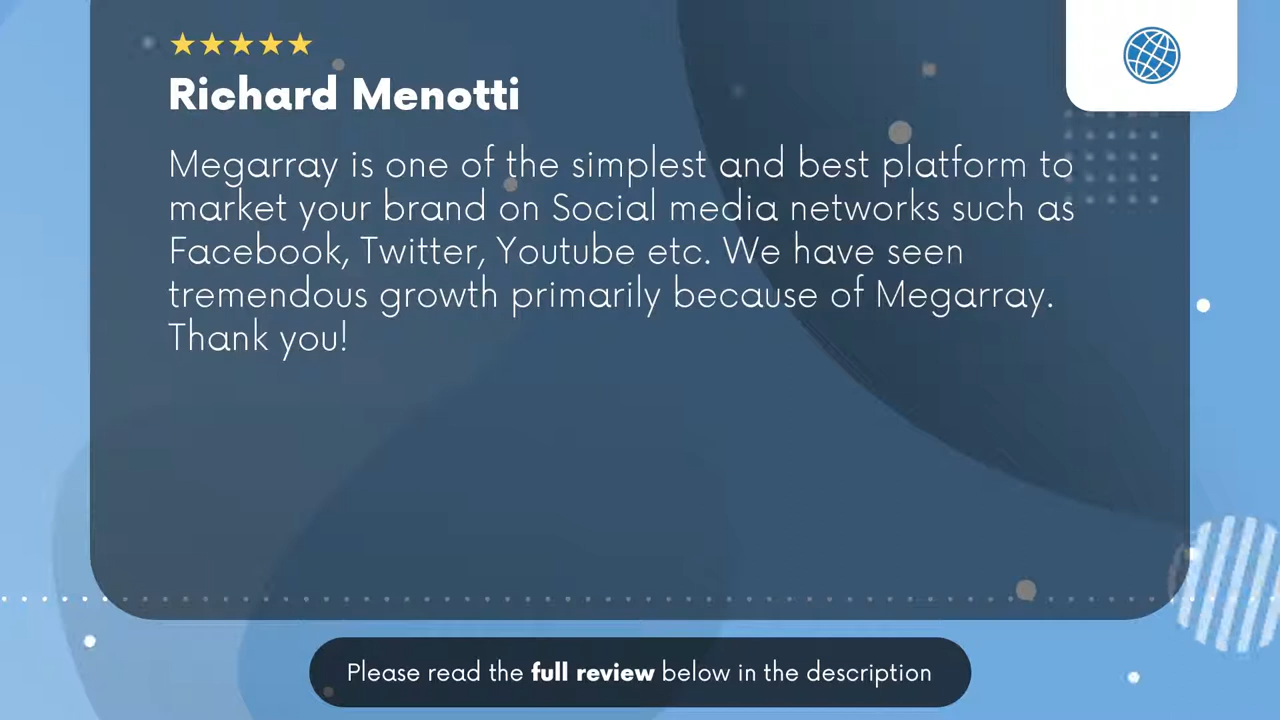 Richard Menotti
Megarray is one of the simplest and best platform to
market your brand on Social media networks such as
Facebook, Twitter, Youtube etc. We have seen
tremendous growth primarily because of Megarray.
Thank you!
Please read the full review below in the description